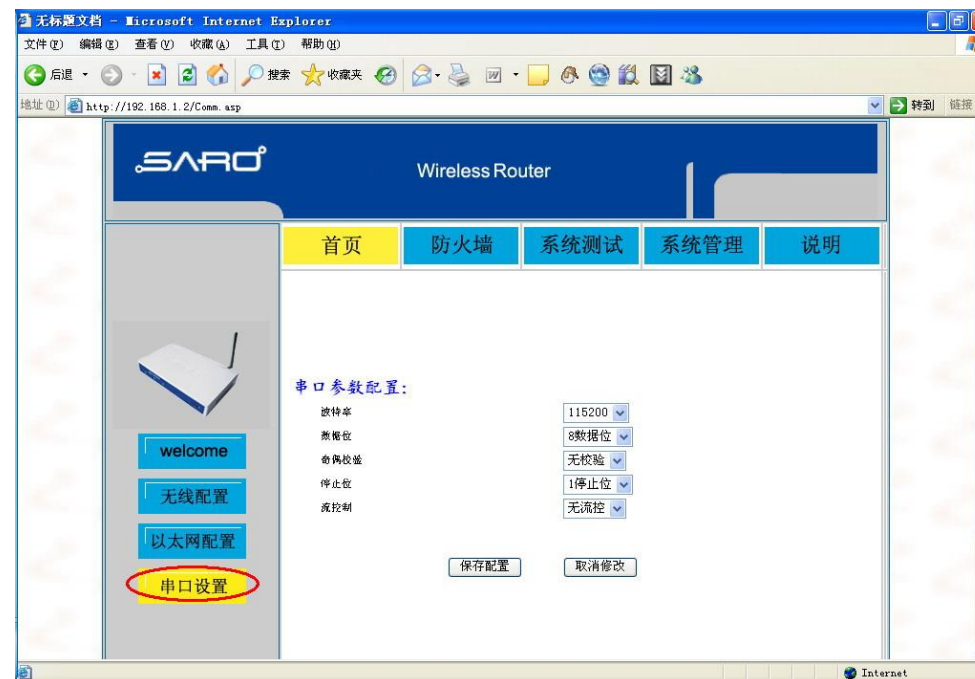 无标题文档 - Microsoft Internet Explorer
文件(F) 编辑(E) 查看(V) 收藏(A) 工具(T) 帮助(H)
后退 搜索 收藏夹
地址(D) http://192.168.1.2/Comm.asp 转到 链接
SARO Wireless Router
首页 防火墙 系统测试 系统管理 说明
串口参数配置:
波特率 115200
数据位 8数据位
奇偶校验 无校验
停止位 1停止位
流控制 无流控
保存配置 取消修改
welcome
无线配置
以太网配置
串口设置
Internet